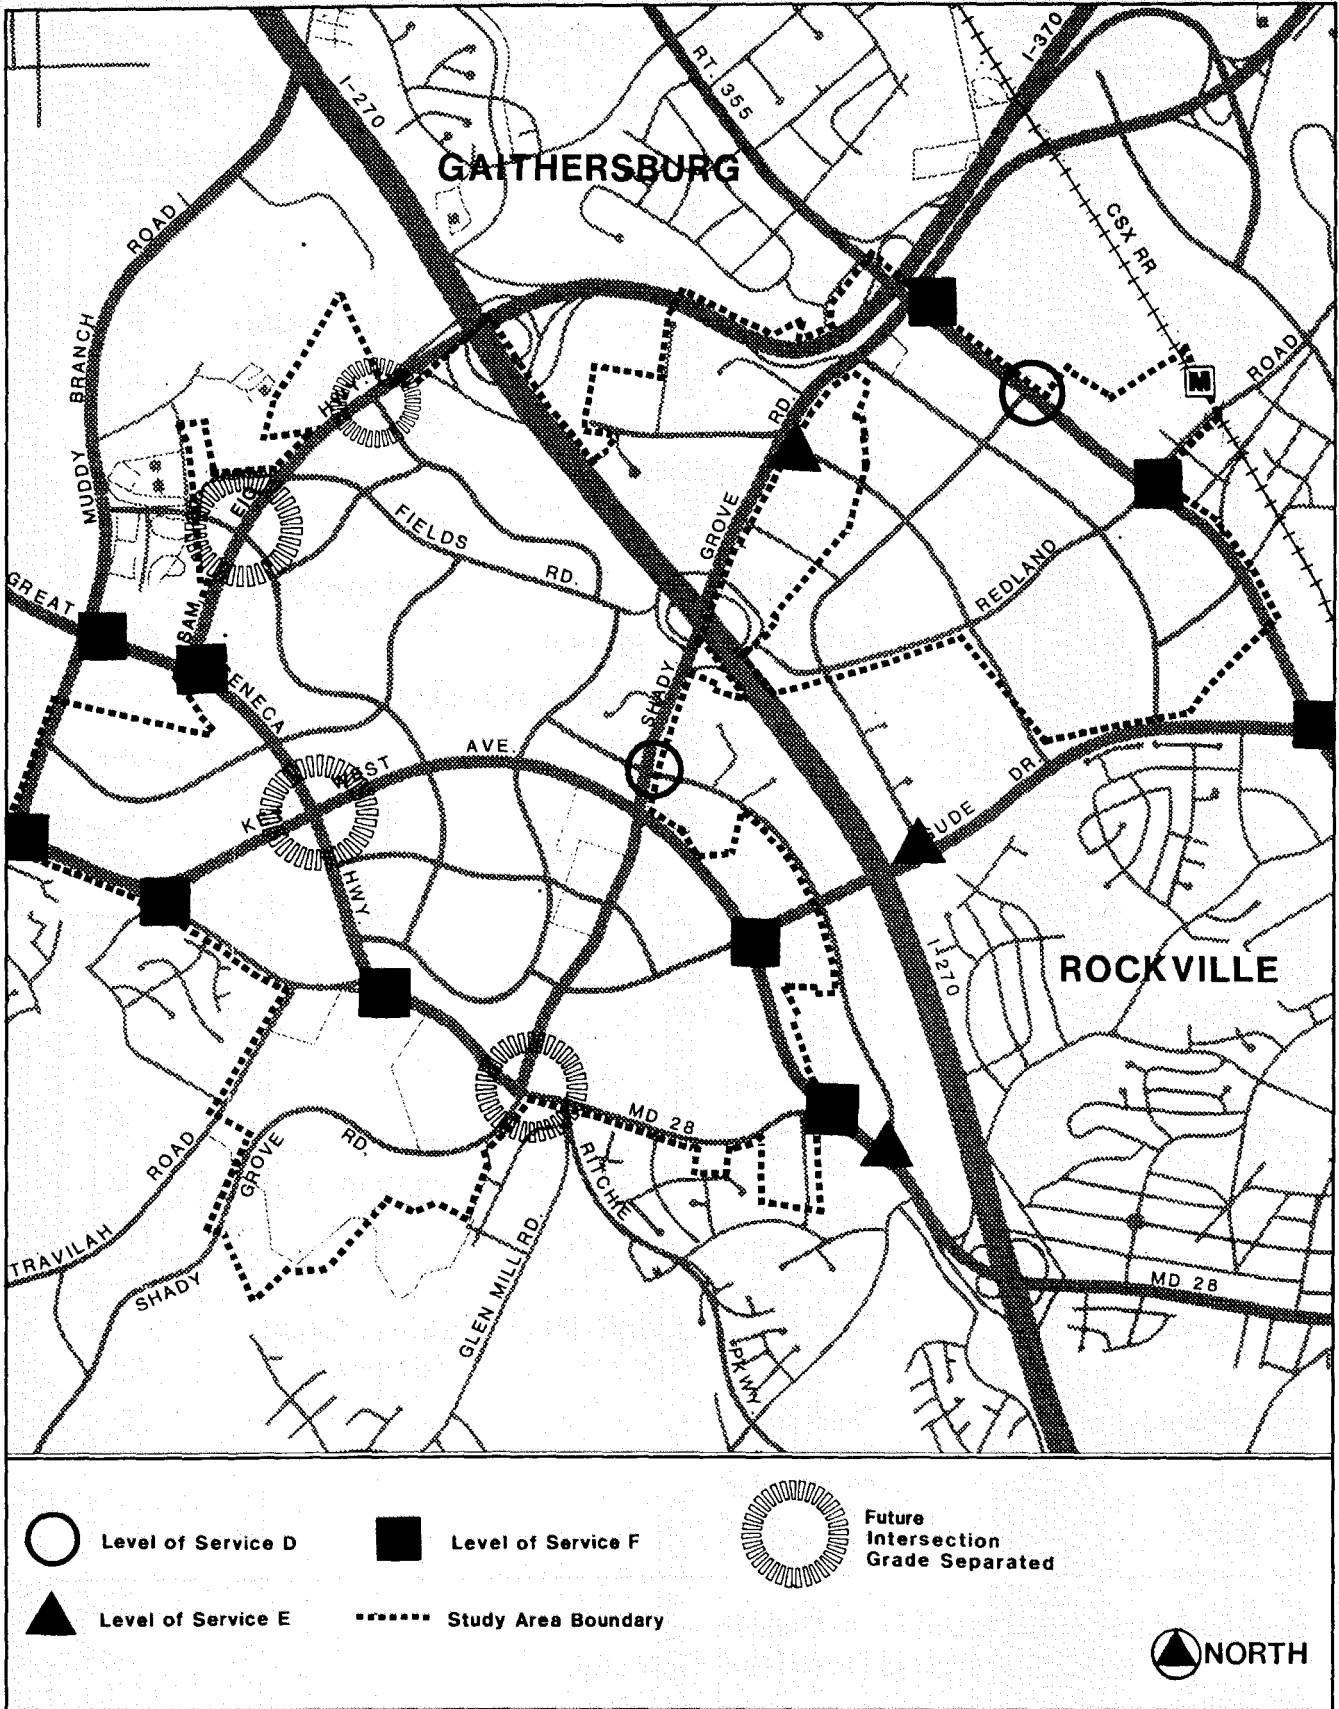 I-270
RT. 355
I-370
GAITHERSBURG
CSX RR
ROAD
MUDDY BRANCH
ROAD
M
HWY.
RD.
GROVE
EIG
FIELDS
RD.
REDLAND
GREAT
SAM
SENECA
SHADY
WEST
AVE.
KE
HWY.
DR.
GUDE
I-270
ROCKVILLE
MD 28
RITCHIE
PKWY.
GROVE
RD.
ROAD
TRAVILAH
SHADY
GLEN MILL RD.
MD 28
Level of Service D
Level of Service F
Future
Intersection
Grade Separated
Level of Service E
Study Area Boundary
NORTH